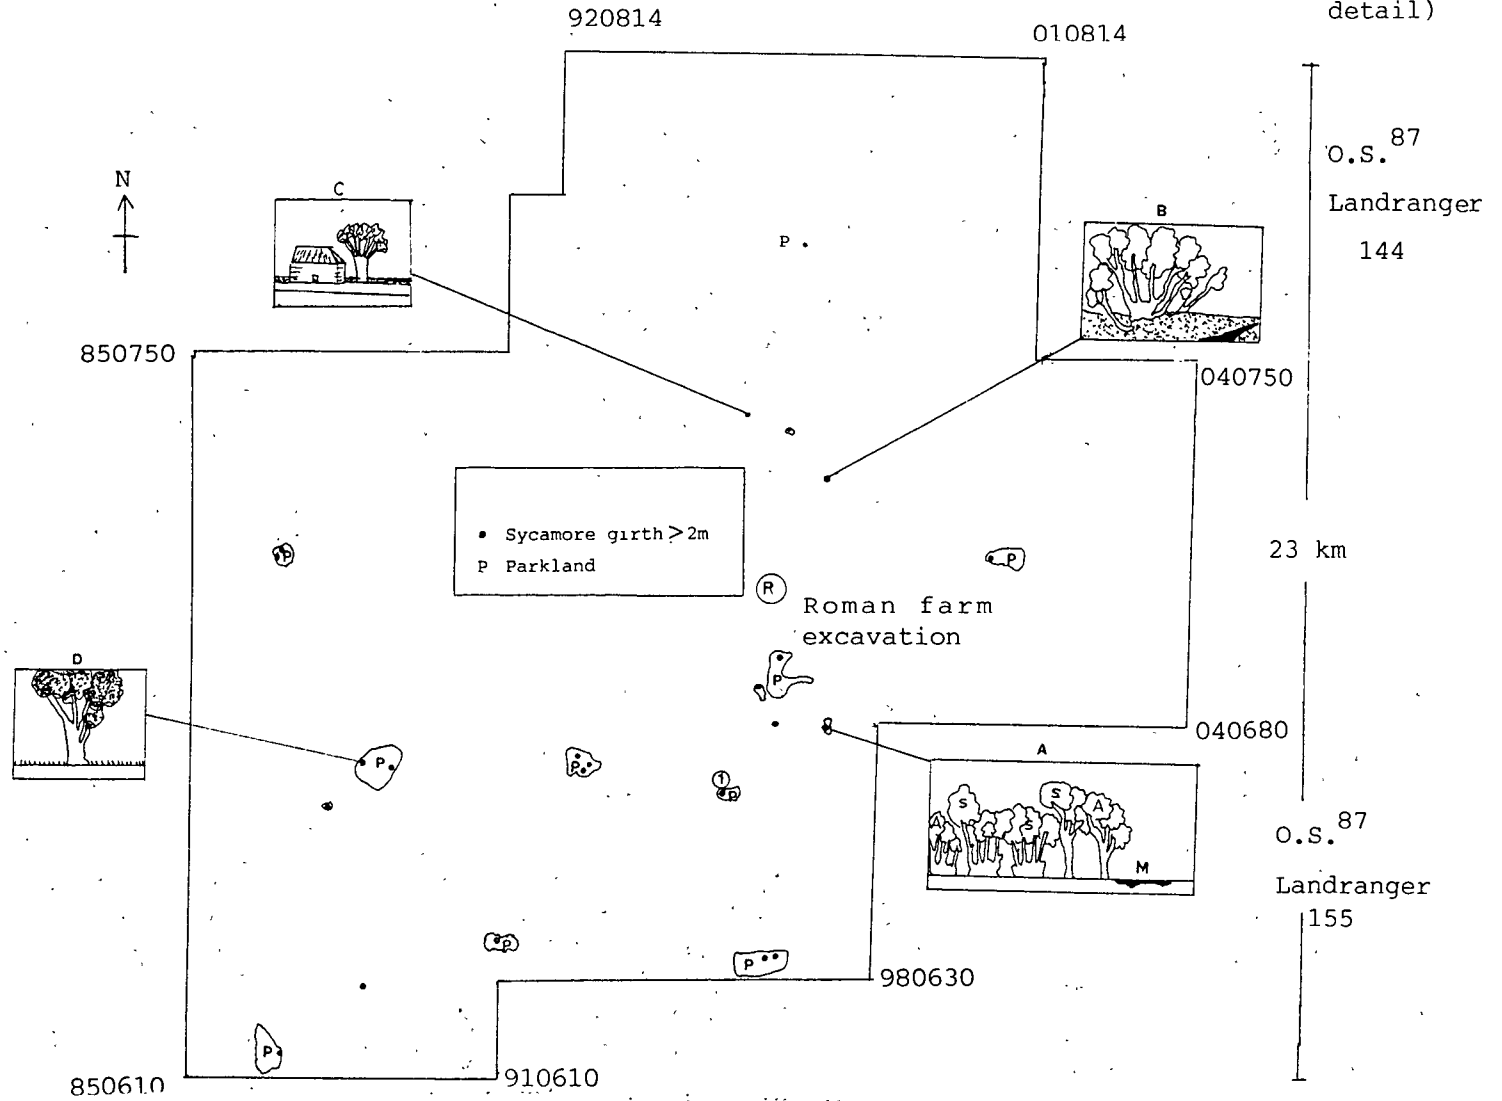 detail)
920814
010814
O.S.87
Landranger
144
N
C
B
P
850750
040750
Sycamore girth > 2m
P Parkland
P
P
23 km
R
Roman farm
excavation
D
P
P
P
1
P
040680
A
S
S
A
A
S
M
O.S.87
Landranger
155
P
P
980630
P
850610
910610